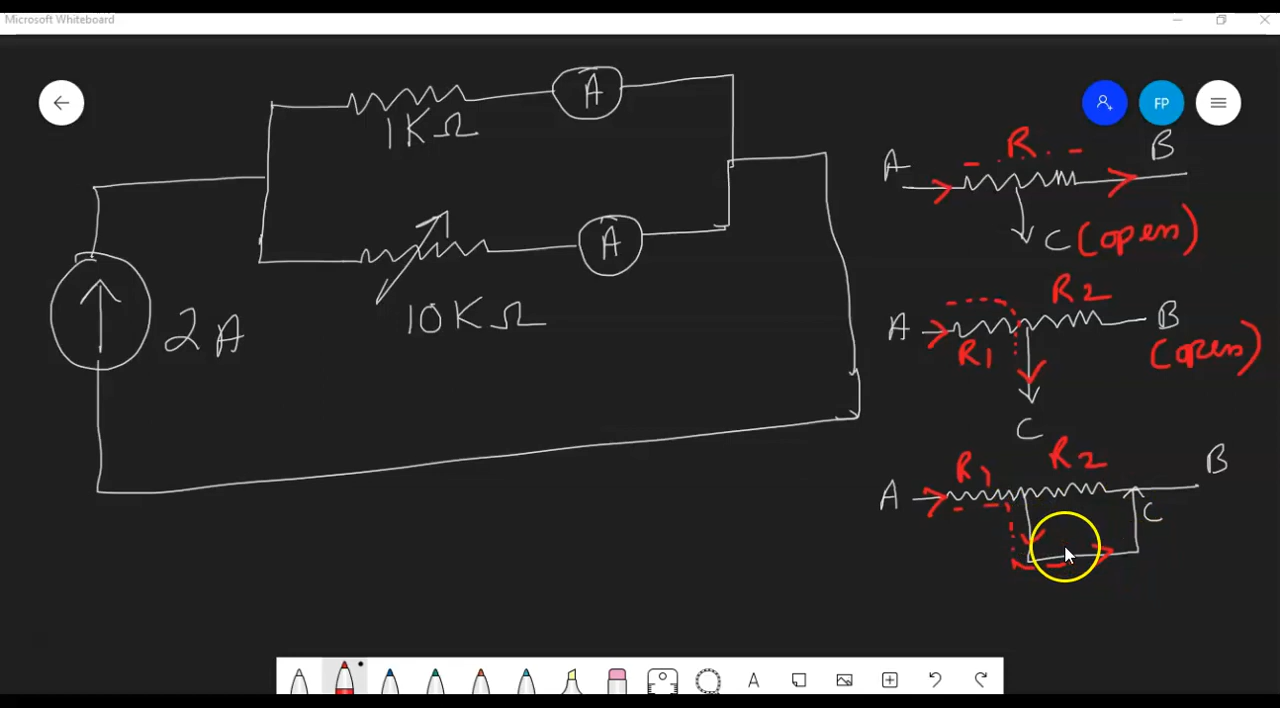 Microsoft Whiteboard
FP
A
1KΩ
A
10KΩ
2A
A
R
B
C (open)
A
R1
R2
B
(open)
C
A
R1
R2
B
C
A